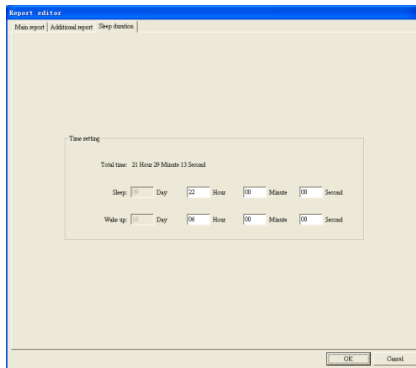 Report editor
Main report Additional report Sleep duration
Time setting
Total time: 21 Hour 29 Minute 13 Second
Sleep: Day 22 Hour 00 Minute 00 Second
Wake up: Day 06 Hour 00 Minute 00 Second
OK Cancel